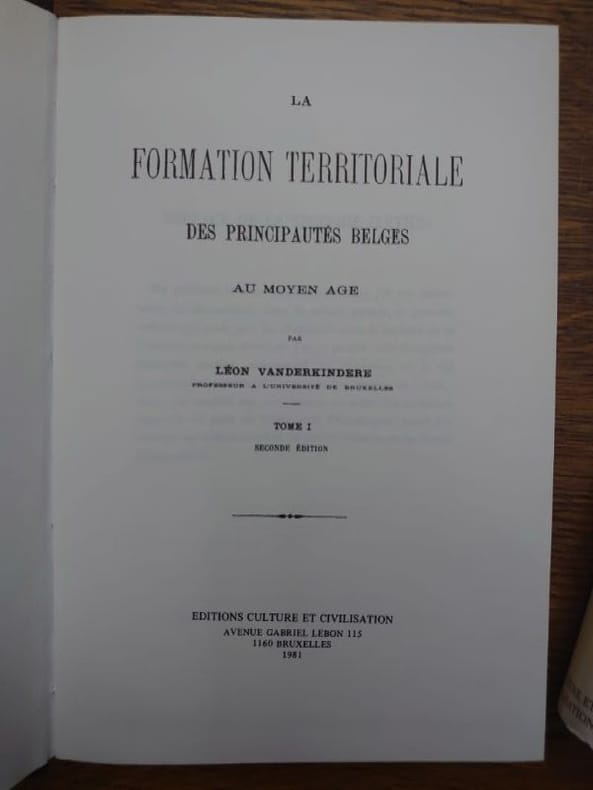 LA
FORMATION TERRITORIALE
DES PRINCIPAUTÉS BELGES
AU MOYEN AGE
PAR
LÉON VANDERKINDERE
PROFESSEUR A L'UNIVERSITÉ DE BRUXELLES
TOME I
SECONDE ÉDITION
EDITIONS CULTURE ET CIVILISATION
AVENUE GABRIEL LEBON 115
1160 BRUXELLES
1981